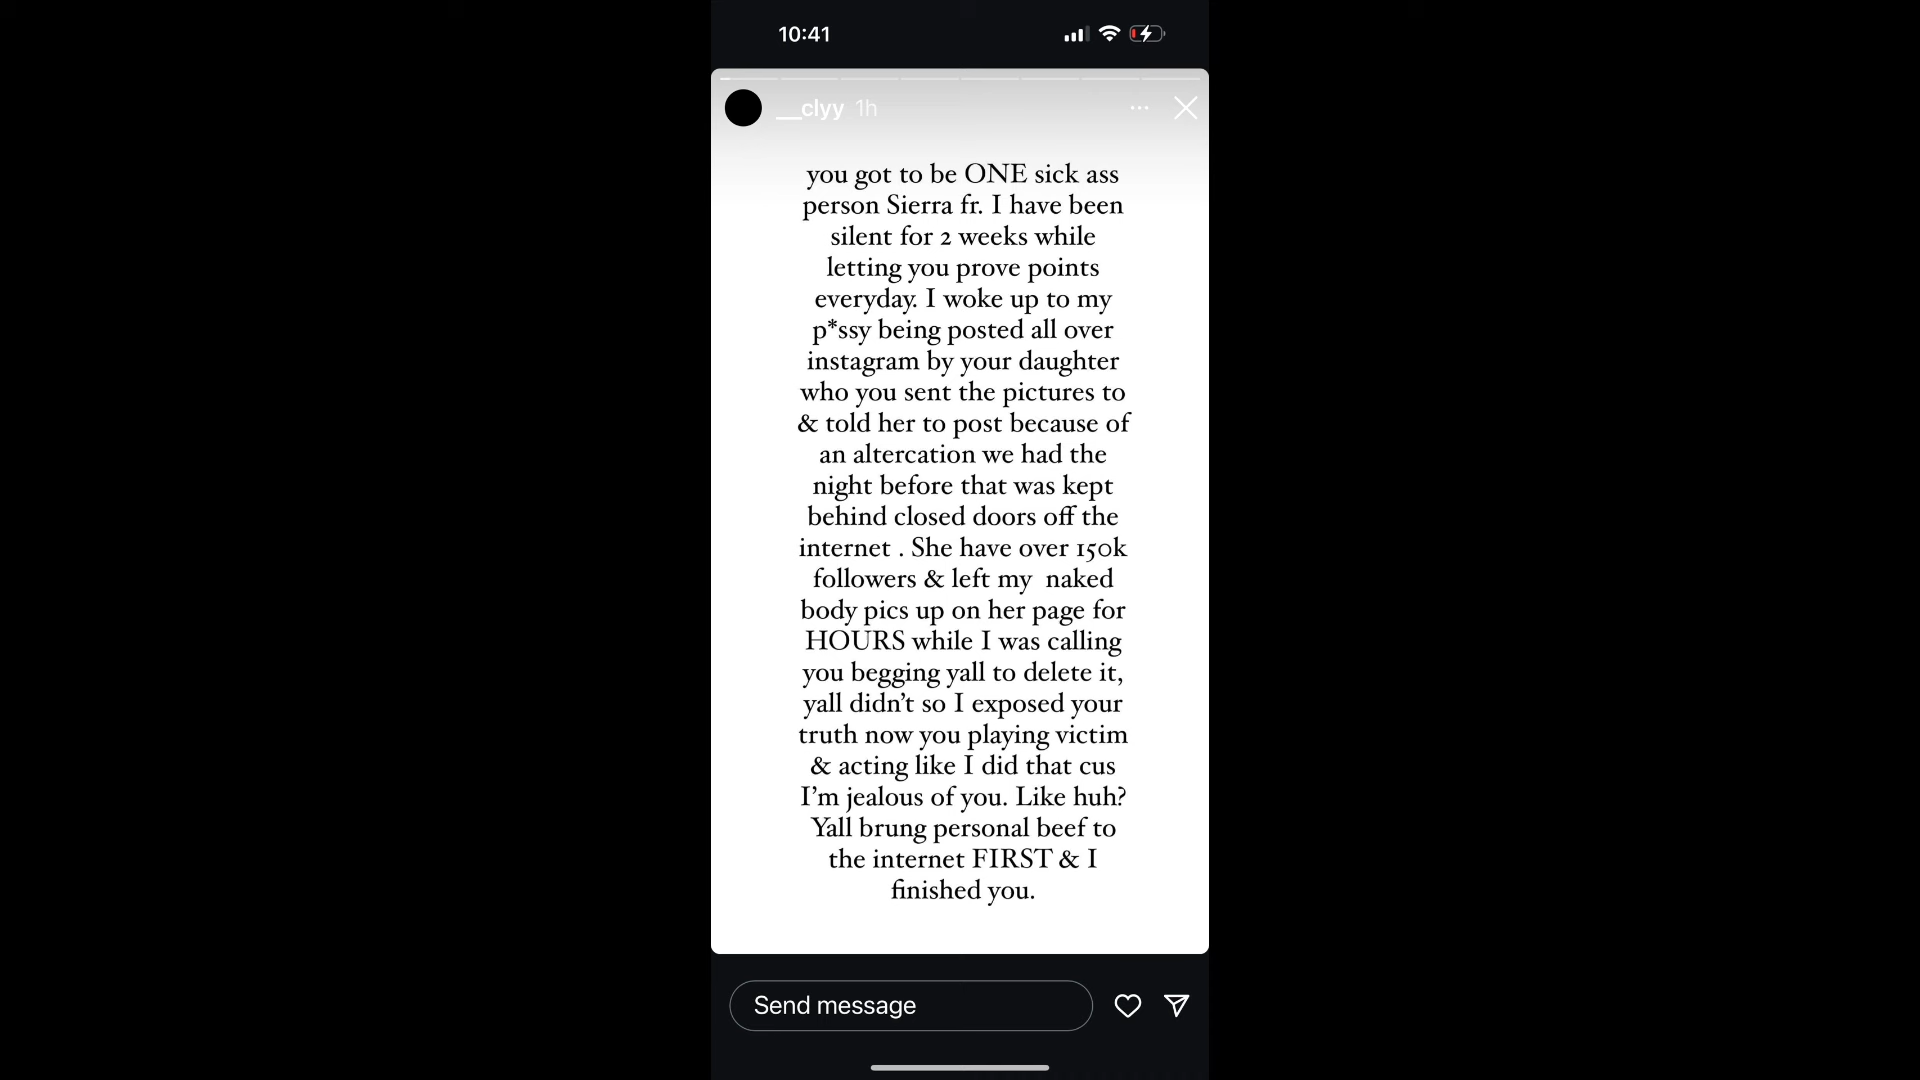 10:41
__clyy 1h
you got to be ONE sick ass
person Sierra fr. I have been
silent for 2 weeks while
letting you prove points
everyday. I woke up to my
p*ssy being posted all over
instagram by your daughter
who you sent the pictures to
& told her to post because of
an altercation we had the
night before that was kept
behind closed doors off the
internet . She have over 150k
followers & left my  naked
body pics up on her page for
HOURS while I was calling
you begging yall to delete it,
yall didn’t so I exposed your
truth now you playing victim
& acting like I did that cus
I’m jealous of you. Like huh?
Yall brung personal beef to
the internet FIRST & I
finished you.
Send message